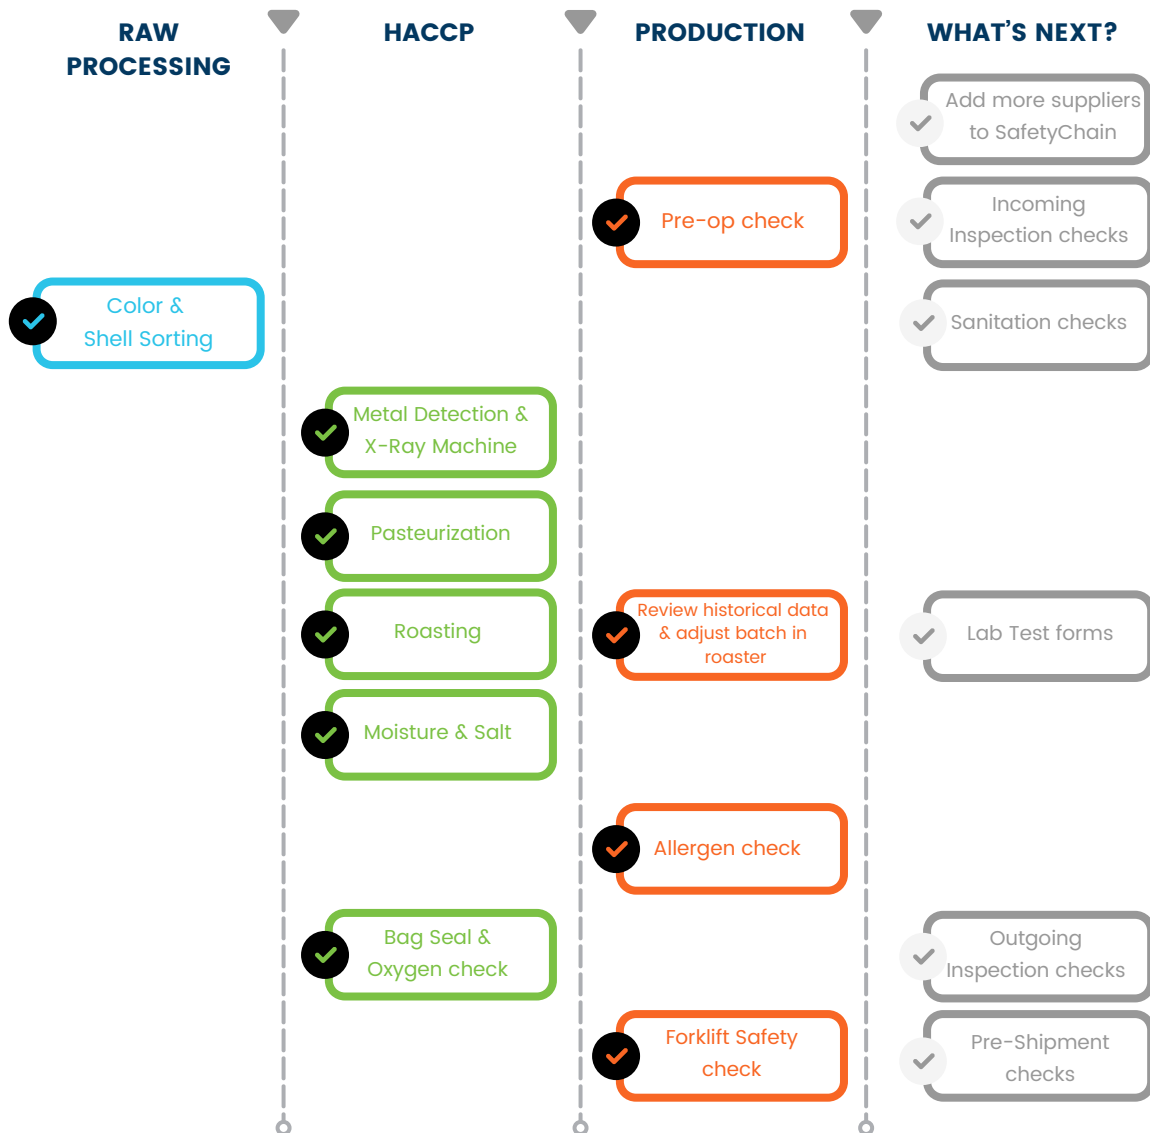 RAW
PROCESSING
HACCP
PRODUCTION
WHAT’S NEXT?
Add more suppliers
to SafetyChain
Pre-op check
Incoming
Inspection checks
Color &
Shell Sorting
Sanitation checks
Metal Detection &
X-Ray Machine
Pasteurization
Roasting
Review historical data
& adjust batch in
roaster
Lab Test forms
Moisture & Salt
Allergen check
Bag Seal &
Oxygen check
Outgoing
Inspection checks
Forklift Safety
check
Pre-Shipment
checks